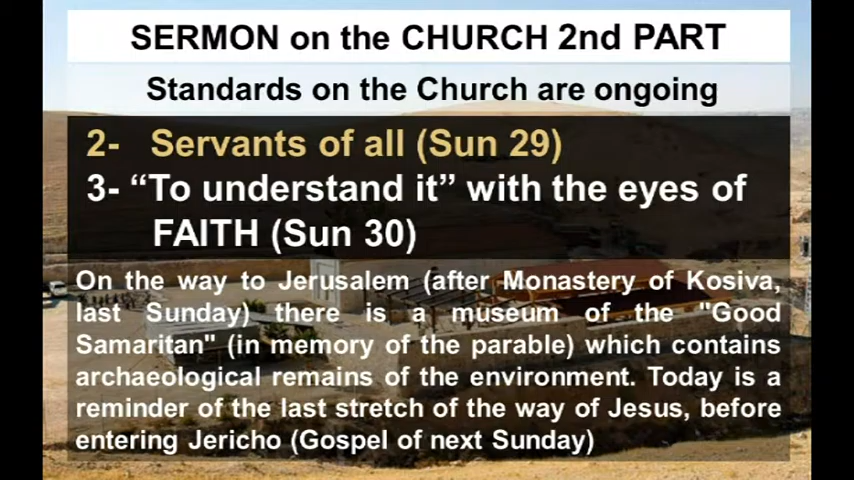 SERMON on the CHURCH 2nd PART
Standards on the Church are ongoing
2- Servants of all (Sun 29)
3- “To understand it” with the eyes of
FAITH (Sun 30)
On the way to Jerusalem (after Monastery of Kosiva,
last Sunday) there is a museum of the "Good
Samaritan" (in memory of the parable) which contains
archaeological remains of the environment. Today is a
reminder of the last stretch of the way of Jesus, before
entering Jericho (Gospel of next Sunday)